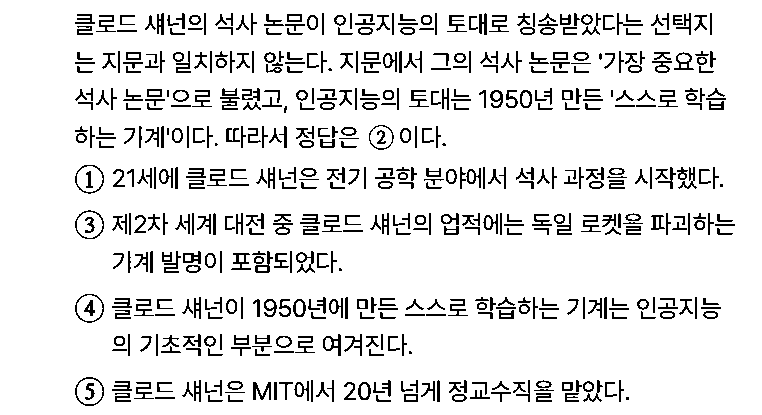 클로드 섀넌의 석사 논문이 인공지능의 토대로 칭송받았다는 선택지
는 지문과 일치하지 않는다. 지문에서 그의 석사 논문은 '가장 중요한
석사 논문'으로 불렸고, 인공지능의 토대는 1950년 만든 '스스로 학습
하는 기계'이다. 따라서 정답은 ②이다.
① 21세에 클로드 섀넌은 전기 공학 분야에서 석사 과정을 시작했다.
③ 제2차 세계 대전 중 클로드 섀넌의 업적에는 독일 로켓을 파괴하는
기계 발명이 포함되었다.
④ 클로드 섀넌이 1950년에 만든 스스로 학습하는 기계는 인공지능
의 기초적인 부분으로 여겨진다.
⑤ 클로드 섀넌은 MIT에서 20년 넘게 정교수직을 맡았다.